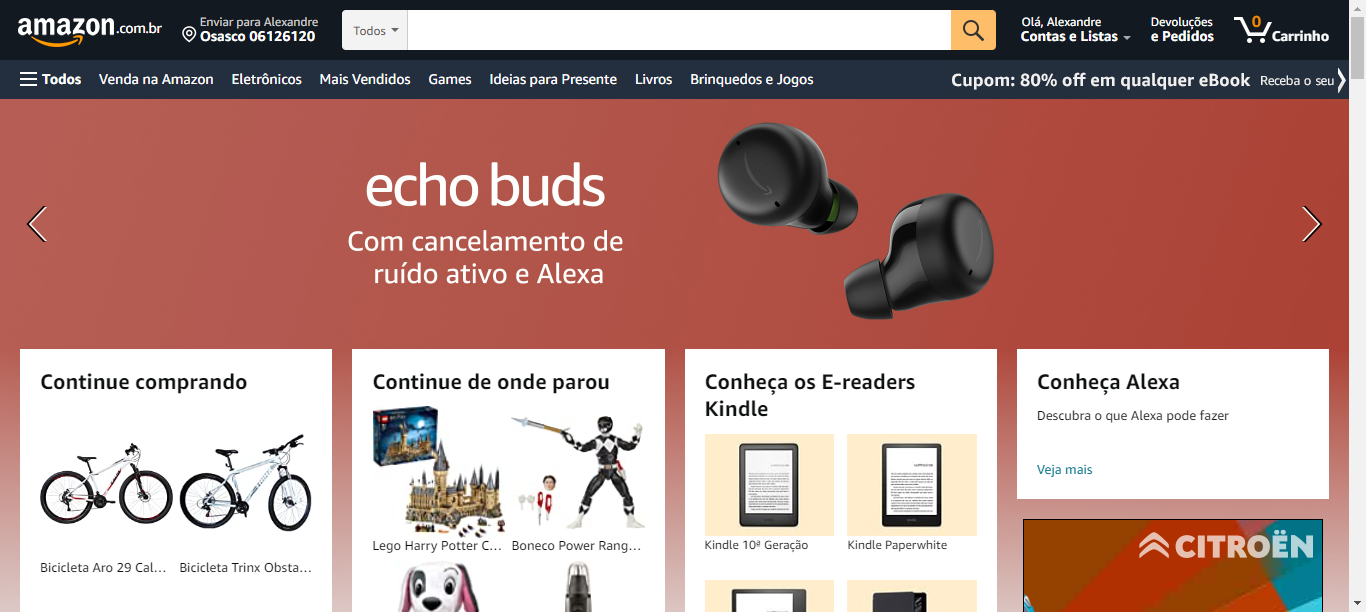 amazon.com.br
Enviar para Alexandre
Osasco 06126120
Todos
Olá, Alexandre
Contas e Listas
Devoluções
e Pedidos
0
Carrinho
Todos
Venda na Amazon
Eletrônicos
Mais Vendidos
Games
Ideias para Presente
Livros
Brinquedos e Jogos
Cupom: 80% off em qualquer eBook
Receba o seu
echo buds
Com cancelamento de
ruído ativo e Alexa
Continue comprando
Bicicleta Aro 29 Cal...
Bicicleta Trinx Obsta...
Continue de onde parou
Lego Harry Potter C...
Boneco Power Rang...
Conheça os E-readers
Kindle
Kindle 10ª Geração
Kindle Paperwhite
Conheça Alexa
Descubra o que Alexa pode fazer
Veja mais
CITROËN